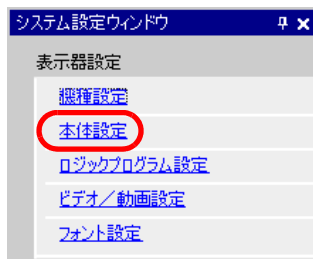 システム設定ウィンドウ
表示器設定
機種設定
本体設定
ロジックプログラム設定
ビデオ／動画設定
フォント設定